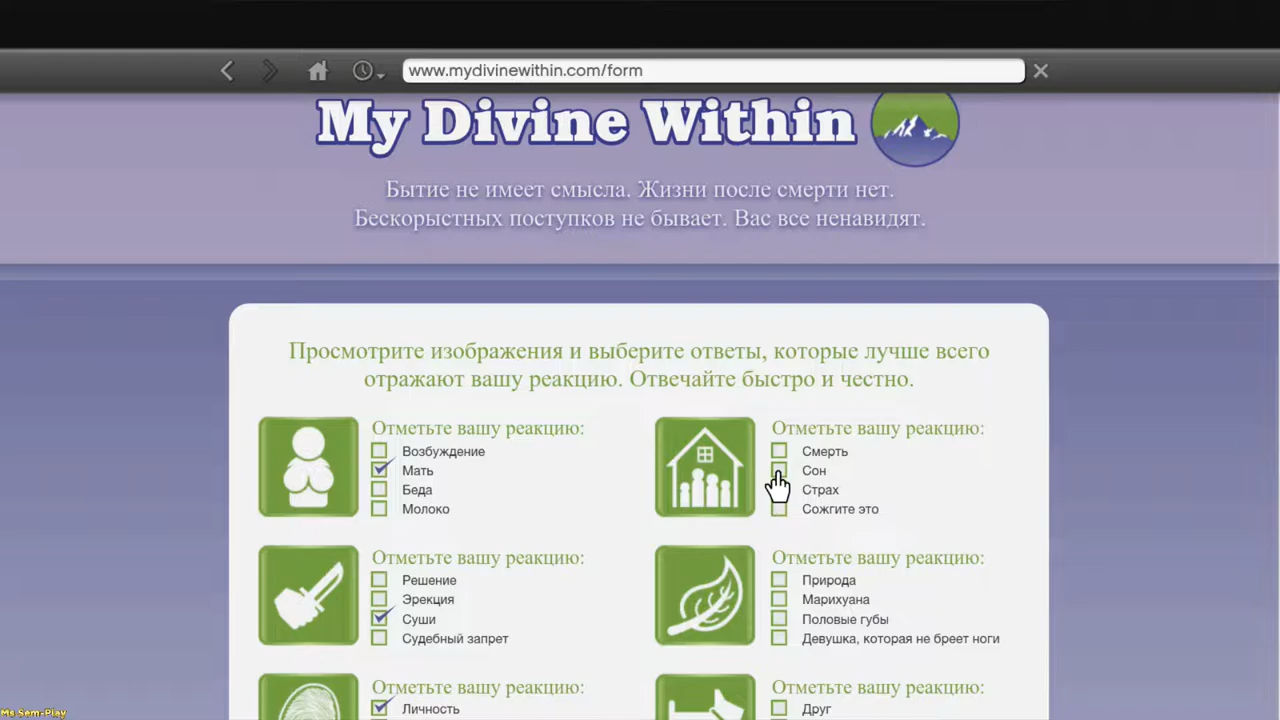 www.mydivinewithin.com/form
My Divine Within
Бытие не имеет смысла. Жизни после смерти нет.
Бескорыстных поступков не бывает. Вас все ненавидят.
Просмотрите изображения и выберите ответы, которые лучше всего
отражают вашу реакцию. Отвечайте быстро и честно.
Отметьте вашу реакцию:
Возбуждение
Мать
Беда
Молоко
Отметьте вашу реакцию:
Смерть
Сон
Страх
Сожгите это
Отметьте вашу реакцию:
Решение
Эрекция
Суши
Судебный запрет
Отметьте вашу реакцию:
Природа
Марихуана
Половые губы
Девушка, которая не бреет ноги
Отметьте вашу реакцию:
Личность
Отметьте вашу реакцию:
Друг
Ms Sem-Play